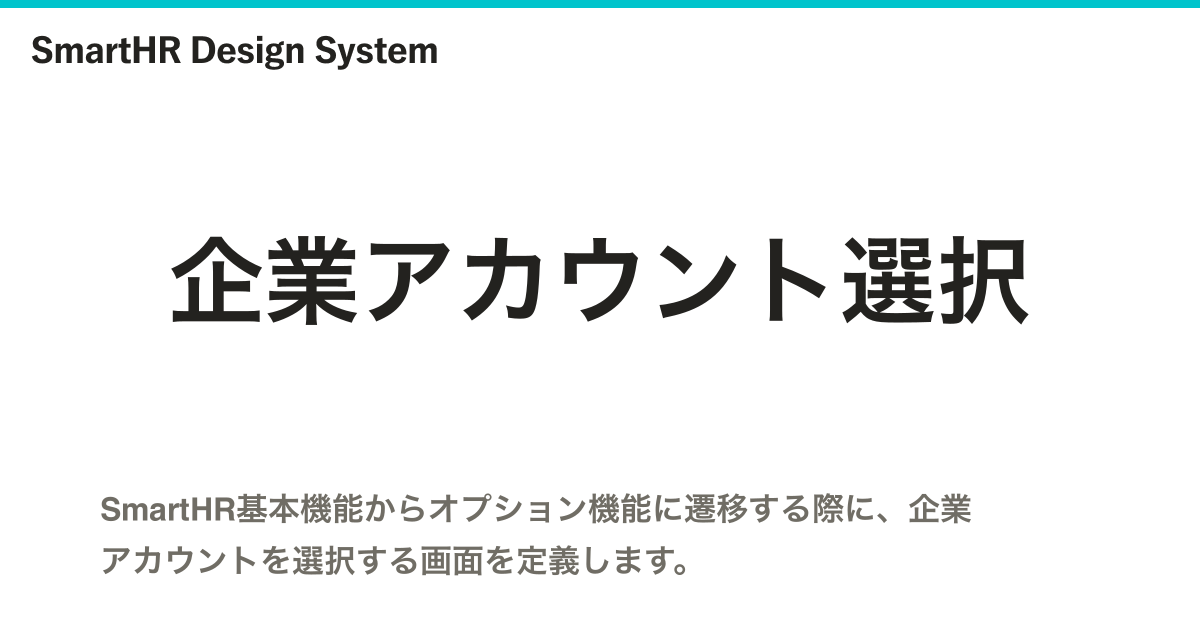 SmartHR Design System
企業アカウント選択
SmartHR基本機能からオプション機能に遷移する際に、企業
アカウントを選択する画面を定義します。